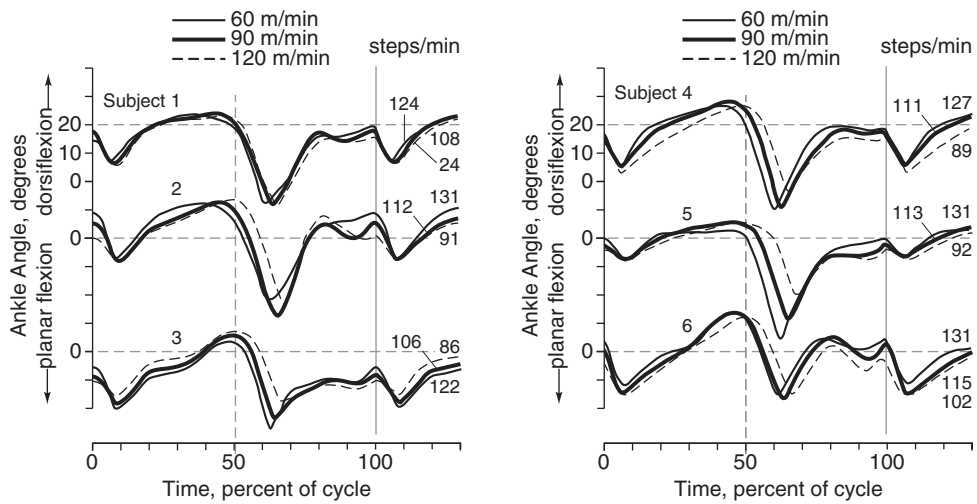 60 m/min
90 m/min
120 m/min
steps/min
Ankle Angle, degrees
planar flexion
dorsiflexion
Subject 1
20
10
0
124
108
24
2
0
112
131
91
3
0
106
86
122
0
50
100
Time, percent of cycle
60 m/min
90 m/min
120 m/min
steps/min
Ankle Angle, degrees
planar flexion
dorsiflexion
Subject 4
20
10
0
111
127
89
5
0
113
131
92
6
0
131
115
102
0
50
100
Time, percent of cycle